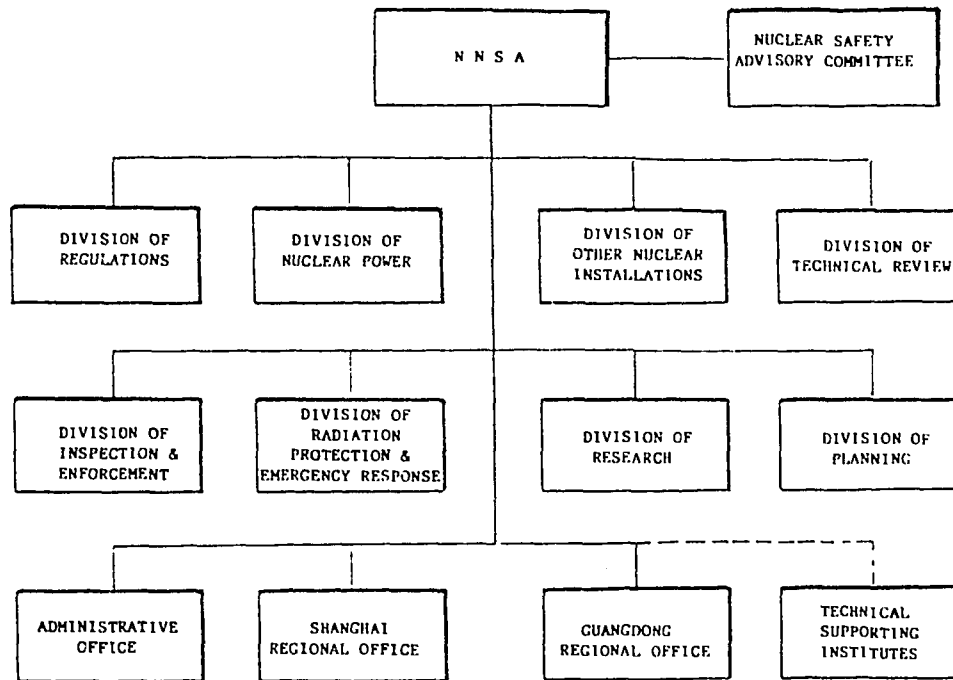 N N S A
NUCLEAR SAFETY
ADVISORY COMMITTEE
DIVISION OF
REGULATIONS
DIVISION OF
NUCLEAR POWER
DIVISION OF
OTHER NUCLEAR
INSTALLATIONS
DIVISION OF
TECHNICAL REVIEW
DIVISION OF
INSPECTION &
ENFORCEMENT
DIVISION OF
RADIATION
PROTECTION &
EMERGENCY RESPONSE
DIVISION OF
RESEARCH
DIVISION OF
PLANNING
ADMINISTRATIVE
OFFICE
SHANGHAI
REGIONAL OFFICE
GUANGDONG
REGIONAL OFFICE
TECHNICAL
SUPPORTING
INSTITUTES